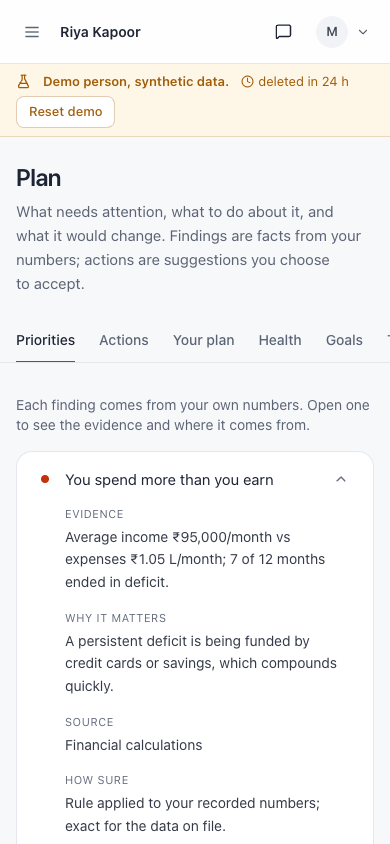 Riya Kapoor
M
Demo person, synthetic data. deleted in 24 h
Reset demo
Plan
What needs attention, what to do about it, and
what it would change. Findings are facts from your
numbers; actions are suggestions you choose
to accept.
Priorities Actions Your plan Health Goals
Each finding comes from your own numbers. Open one
to see the evidence and where it comes from.
You spend more than you earn
EVIDENCE
Average income ₹95,000/month vs
expenses ₹1.05 L/month; 7 of 12 months
ended in deficit.
WHY IT MATTERS
A persistent deficit is being funded by
credit cards or savings, which compounds
quickly.
SOURCE
Financial calculations
HOW SURE
Rule applied to your recorded numbers;
exact for the data on file.